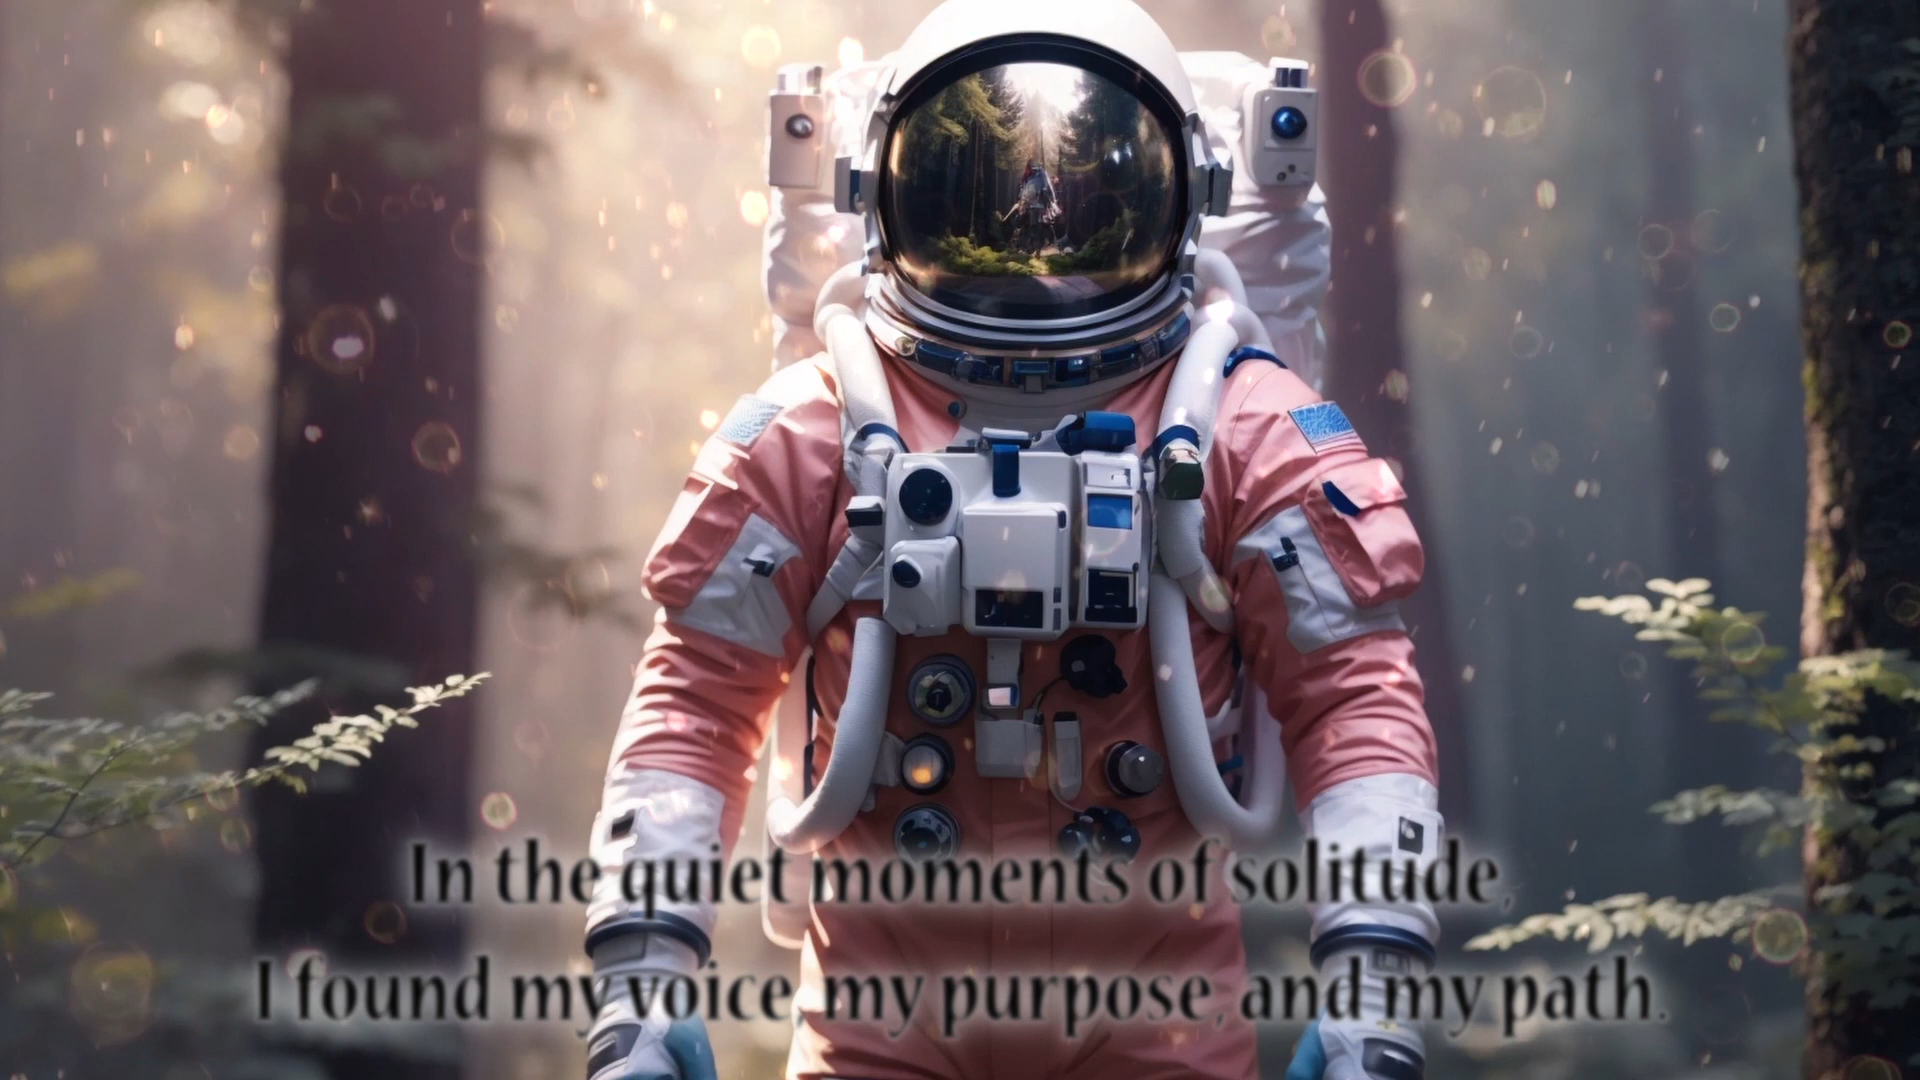 In the quiet moments of solitude,
I found my voice, my purpose, and my path.